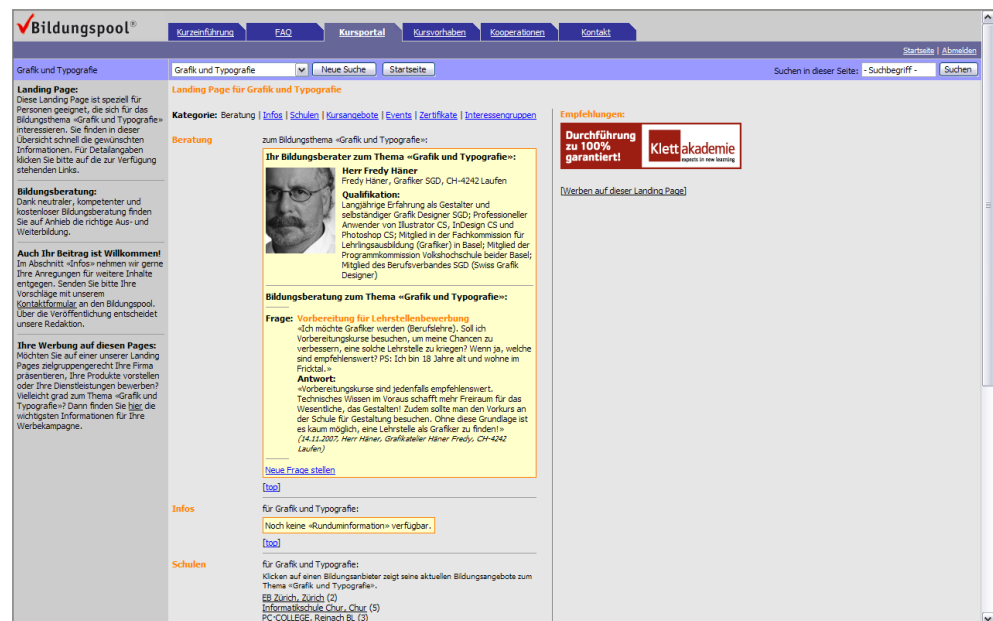 Bildungspool®
Kurzeinführung FAQ Kursportal Kursvorhaben Kooperationen Kontakt
Startseite | Abmelden
Grafik und Typografie
Grafik und Typografie Neue Suche Startseite Suchen in dieser Seite: - Suchbegriff - Suchen
Landing Page:
Diese Landing Page ist speziell für
Personen geeignet, die sich für das
Bildungsthema «Grafik und Typografie»
interessieren. Sie finden in dieser
Übersicht schnell die gewünschten
Informationen. Für Detailangaben
klicken Sie bitte auf die zur Verfügung
stehenden Links.
Bildungsberatung:
Dank neutraler, kompetenter und
kostenloser Bildungsberatung finden
Sie auf Anhieb die richtige Aus- und
Weiterbildung.
Auch Ihr Beitrag ist Willkommen!
Im Abschnitt «Infos» nehmen wir gerne
Ihre Anregungen für weitere Inhalte
entgegen. Senden Sie bitte Ihre
Vorschläge mit unserem
Kontaktformular an den Bildungspool.
Über die Veröffentlichung entscheidet
unsere Redaktion.
Ihre Werbung auf diesen Pages:
Möchten Sie auf einer unserer Landing
Pages zielgruppengerecht Ihre Firma
präsentieren, Ihre Produkte vorstellen
oder Ihre Dienstleistungen bewerben?
Vielleicht grad zum Thema «Grafik und
Typografie»? Dann finden Sie hier die
wichtigsten Informationen für Ihre
Werbekampagne.
Landing Page für Grafik und Typografie
Kategorie: Beratung | Infos | Schulen | Kursangebote | Events | Zertifikate | Interessengruppen
Beratung zum Bildungsthema «Grafik und Typografie»:
Ihr Bildungsberater zum Thema «Grafik und Typografie»:
Herr Fredy Häner
Fredy Häner, Grafiker SGD, CH-4242 Laufen
Qualifikation:
Langjährige Erfahrung als Gestalter und
selbständiger Grafik Designer SGD; Professioneller
Anwender von Illustrator CS, InDesign CS und
Photoshop CS; Mitglied in der Fachkommission für
Lehrlingsausbildung (Grafiker) in Basel; Mitglied der
Programmkommission Volkshochschule beider Basel;
Mitglied des Berufsverbandes SGD (Swiss Grafik
Designer)
Bildungsberatung zum Thema «Grafik und Typografie»:
Frage: Vorbereitung für Lehrstellenbewerbung
«Ich möchte Grafiker werden (Berufslehre). Soll ich
Vorbereitungskurse besuchen, um meine Chancen zu
verbessern, eine solche Lehrstelle zu kriegen? Wenn ja, welche
sind empfehlenswert? PS: Ich bin 18 Jahre alt und wohne im
Fricktal.»
Antwort:
«Vorbereitungskurse sind jedenfalls empfehlenswert.
Technisches Wissen im Voraus schafft mehr Freiraum für das
Wesentliche, das Gestalten! Zudem sollte man den Vorkurs an
der Schule für Gestaltung besuchen. Ohne diese Grundlage ist
es kaum möglich, eine Lehrstelle als Grafiker zu finden!»
(14.11.2007, Herr Häner, Grafikatelier Häner Fredy, CH-4242
Laufen)
Neue Frage stellen
[top]
Infos für Grafik und Typografie:
Noch keine «Runduminformation» verfügbar.
[top]
Schulen für Grafik und Typografie:
Klicken auf einen Bildungsanbieter zeigt seine aktuellen Bildungsangebote zum
Thema «Grafik und Typografie».
EB Zürich, Zürich (2)
Informatikschule Chur, Chur (5)
PC-COLLEGE, Reinach BL (3)
Empfehlungen:
Durchführung
zu 100%
garantiert!
Klett akademie
experts in new learning
[Werben auf dieser Landing Page]